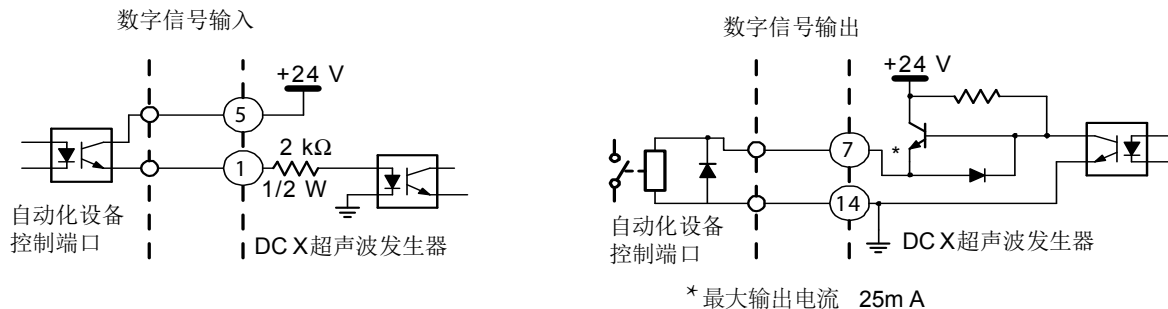 数字信号输入
+24 V
5
2 kΩ
1
1/2 W
自动化设备
控制端口
DC X超声波发生器
数字信号输出
+24 V
*
7
14
自动化设备
控制端口
DC X超声波发生器
*最大输出电流 25m A